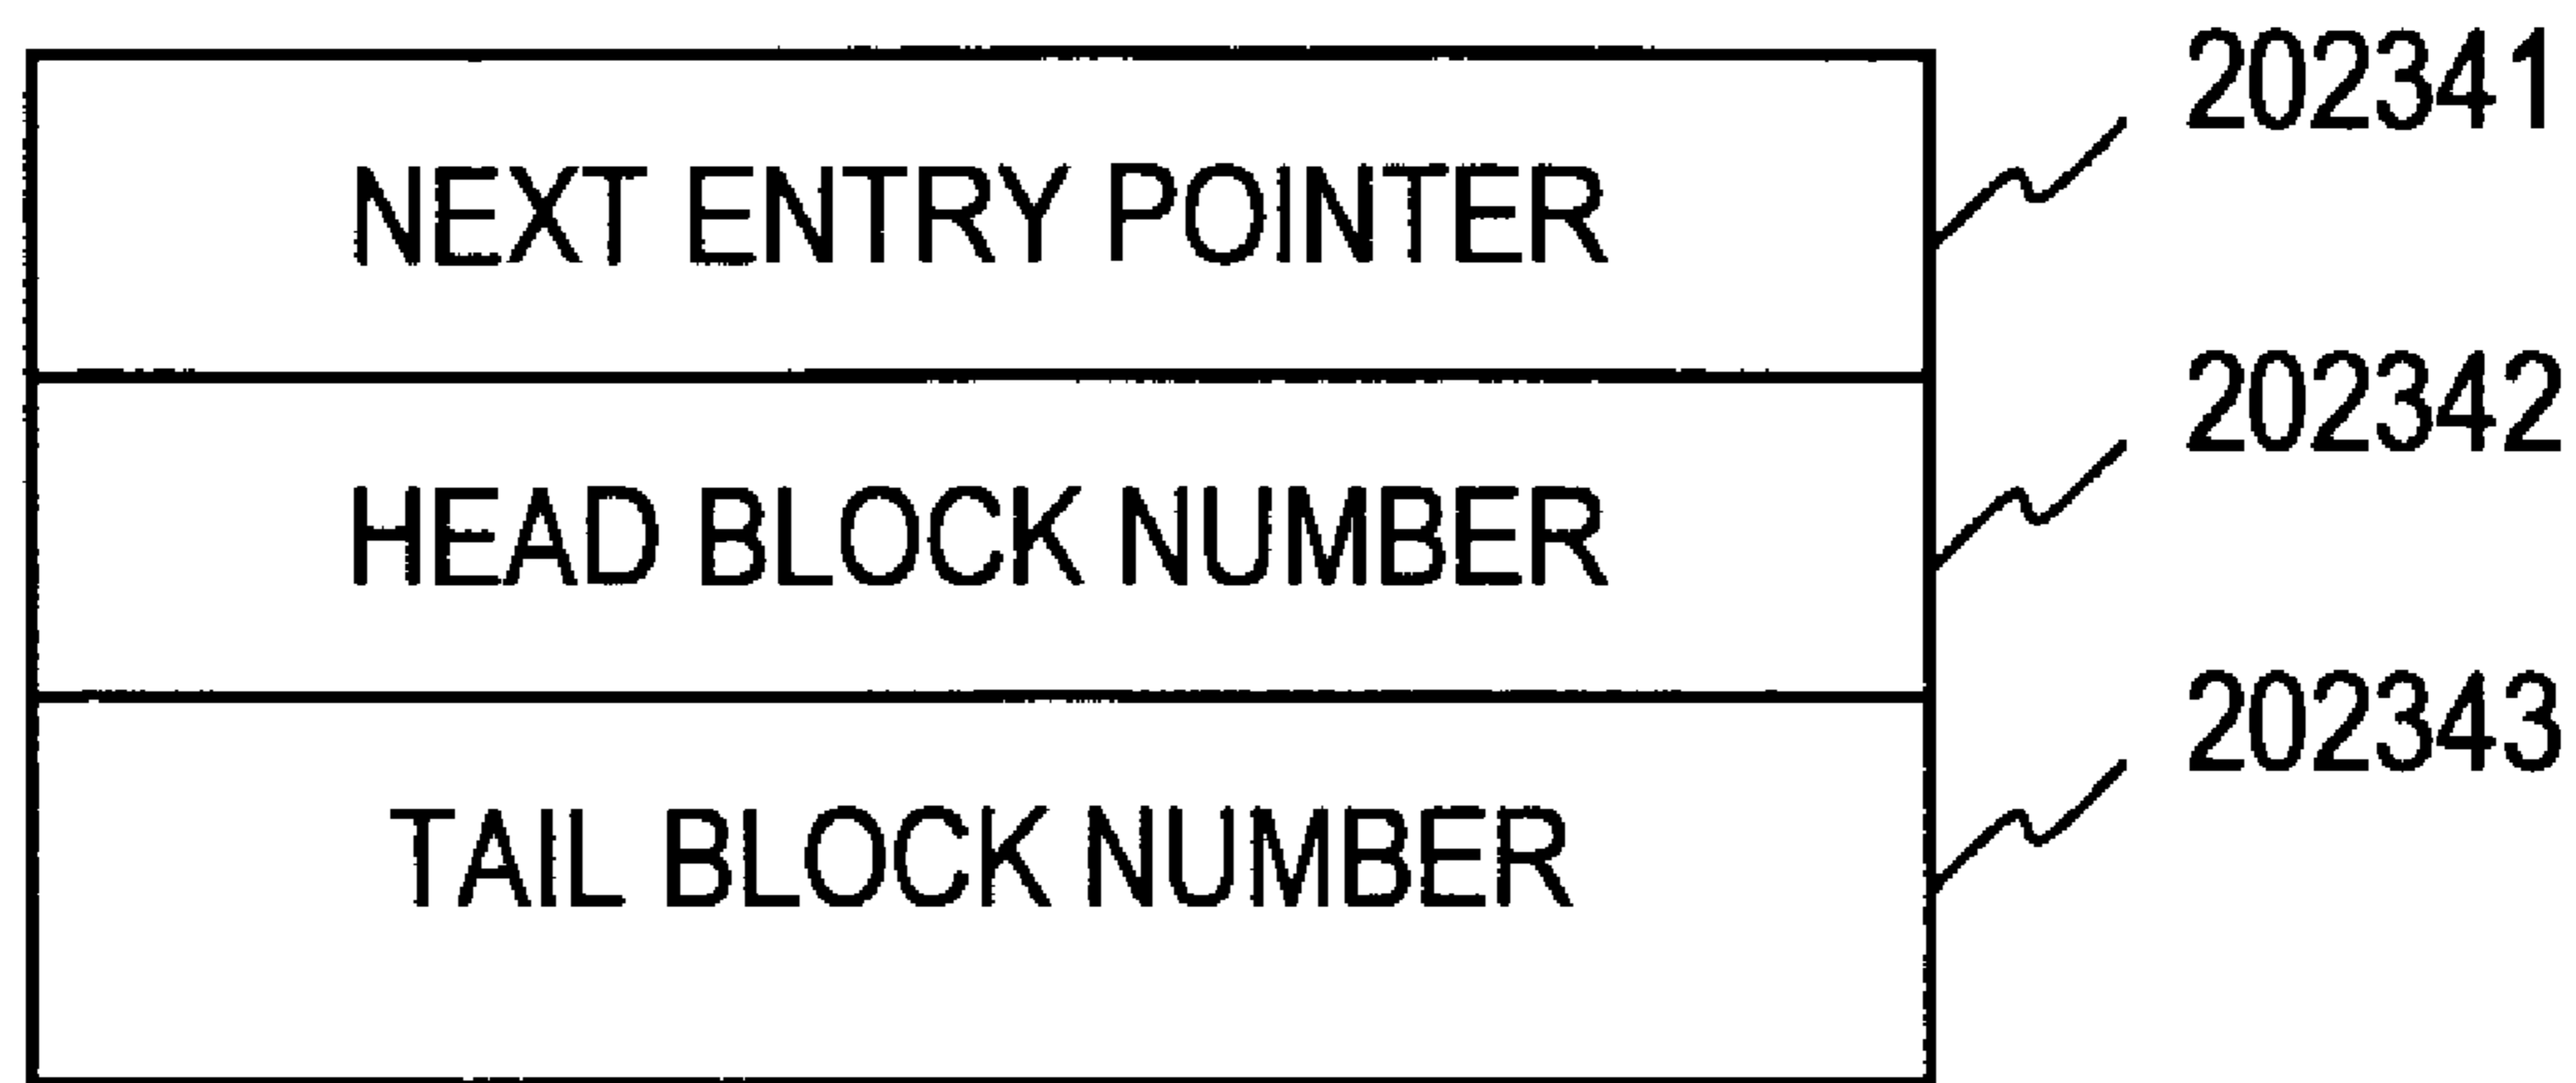 202341
NEXT ENTRY POINTER
202342
HEAD BLOCK NUMBER
202343
TAIL BLOCK NUMBER